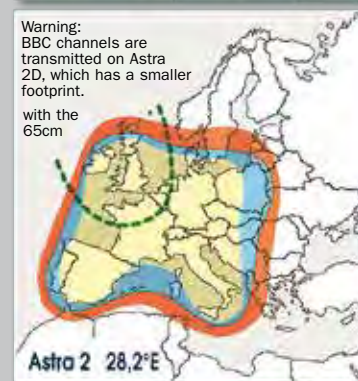 Warning:
BBC channels are
transmitted on Astra
2D, which has a smaller
footprint.
with the
65cm
Astra 2 28,2°E